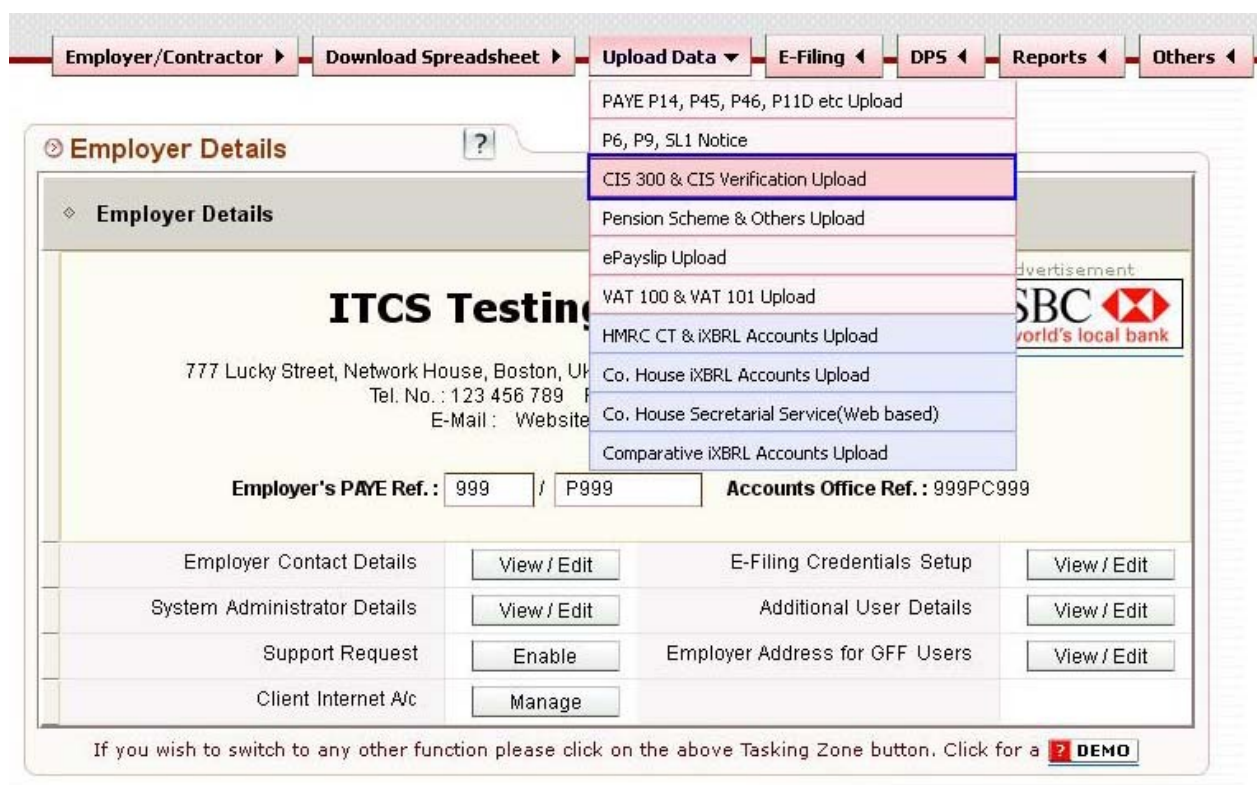 Employer/Contractor Download Spreadsheet Upload Data E-Filing DPS Reports Others
PAYE P14, P45, P46, P11D etc Upload
P6, P9, SL1 Notice
CIS 300 & CIS Verification Upload
Pension Scheme & Others Upload
ePayslip Upload
VAT 100 & VAT 101 Upload
HMRC CT & iXBRL Accounts Upload
Co. House iXBRL Accounts Upload
Co. House Secretarial Service(Web based)
Comparative iXBRL Accounts Upload
Employer Details ?
Employer Details
dvertisement
ITCS Testing
SBC
world's local bank
777 Lucky Street, Network House, Boston, UK
Tel. No. : 123 456 789
E-Mail : Website
Employer's PAYE Ref. : 999 / P999 Accounts Office Ref. : 999PC999
Employer Contact Details View / Edit E-Filing Credentials Setup View / Edit
System Administrator Details View / Edit Additional User Details View / Edit
Support Request Enable Employer Address for GFF Users View / Edit
Client Internet A/c Manage
If you wish to switch to any other function please click on the above Tasking Zone button. Click for a ? DEMO